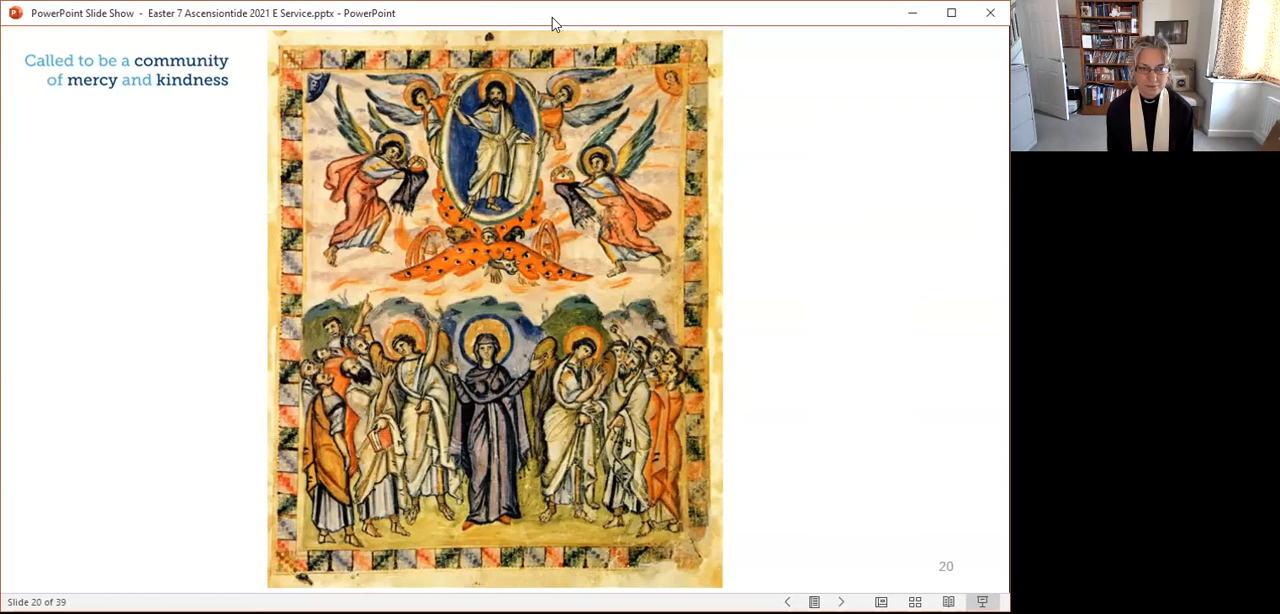 PowerPoint Slide Show - Easter 7 Ascensiontide 2021 E Service.pptx - PowerPoint
Called to be a community
of mercy and kindness
20
Slide 20 of 39